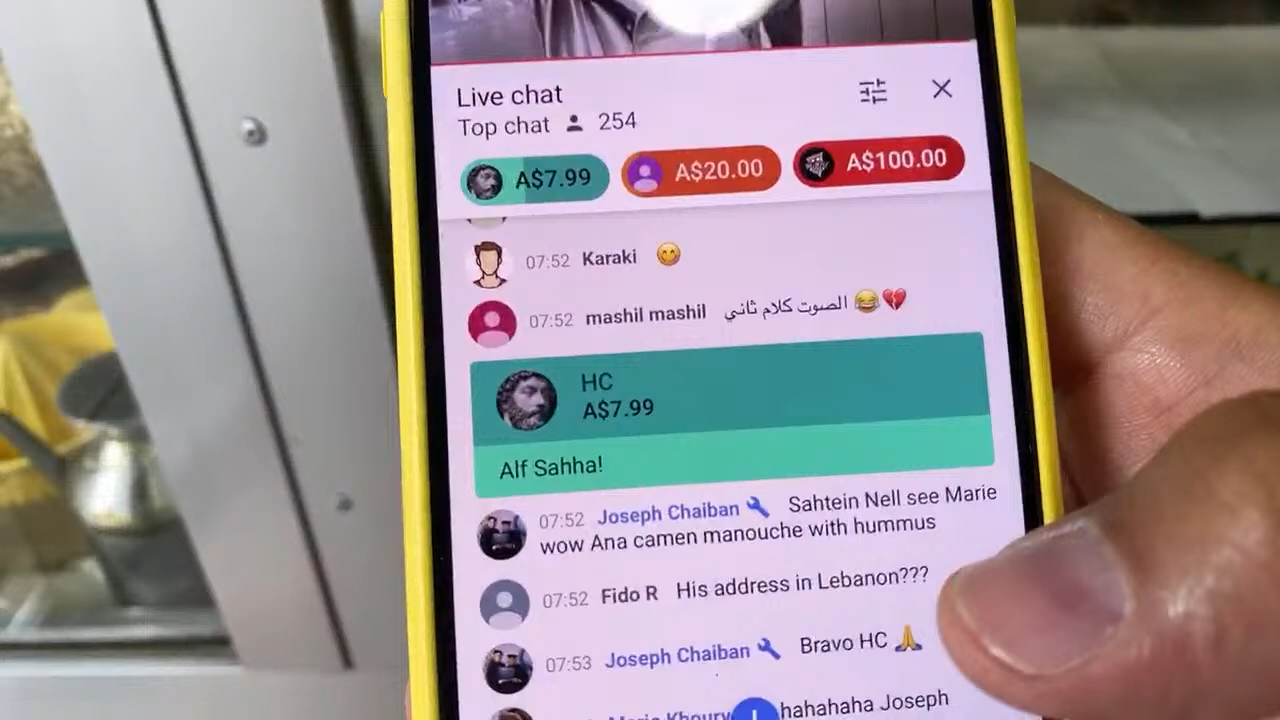 Live chat
Top chat 254
A$7.99 A$20.00 A$100.00
07:52 Karaki 😋
07:52 mashil mashil الصوت كلام ثاني 😂💔
HC
A$7.99
Alf Sahha!
07:52 Joseph Chaiban 🔧 Sahtein Nell see Marie
wow Ana camen manouche with hummus
07:52 Fido R His address in Lebanon???
07:53 Joseph Chaiban 🔧 Bravo HC 🙏
Khoury hahahaha Joseph